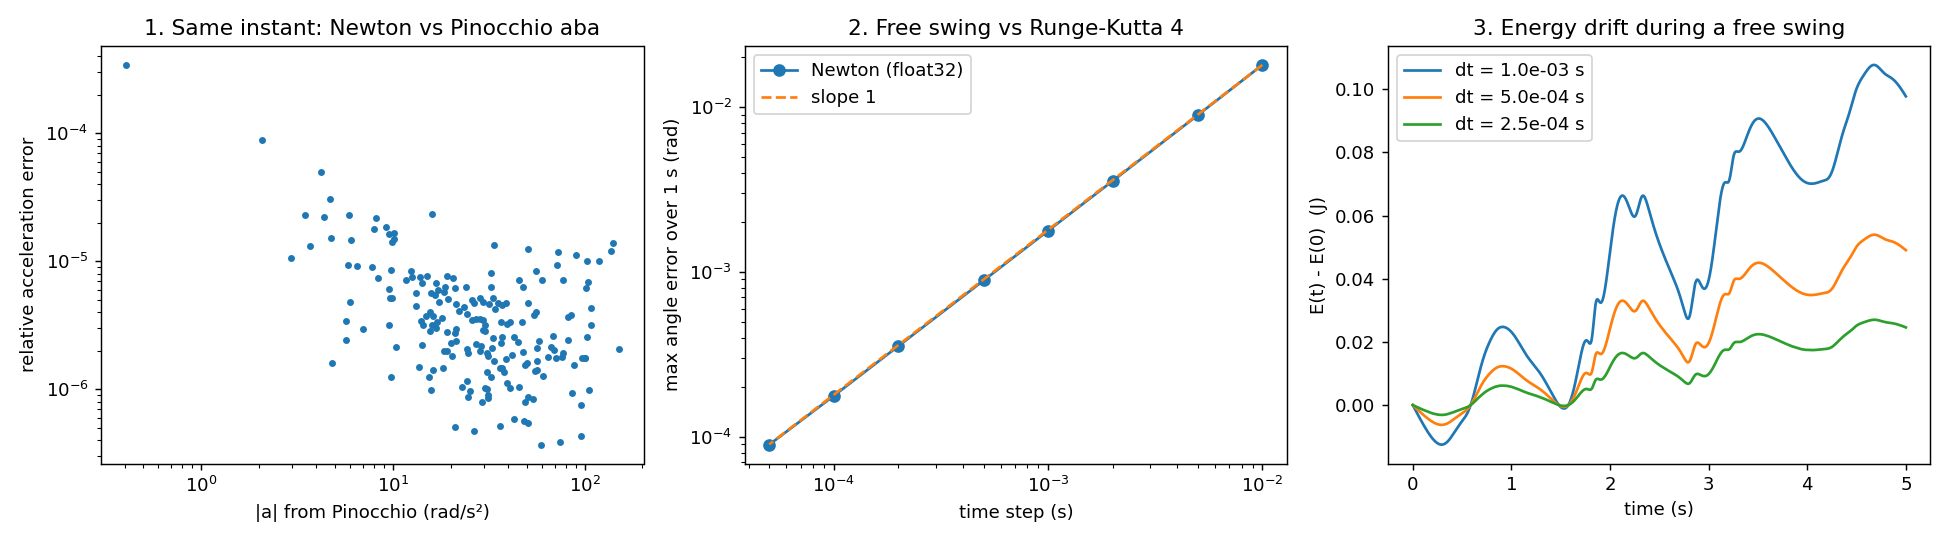 1. Same instant: Newton vs Pinocchio aba
relative acceleration error
10⁻⁴
10⁻⁵
10⁻⁶
10⁰
10¹
10²
|a| from Pinocchio (rad/s²)
2. Free swing vs Runge-Kutta 4
Newton (float32)
slope 1
max angle error over 1 s (rad)
10⁻²
10⁻³
10⁻⁴
10⁻⁴
10⁻³
10⁻²
time step (s)
3. Energy drift during a free swing
dt = 1.0e-03 s
dt = 5.0e-04 s
dt = 2.5e-04 s
E(t) - E(0) (J)
0.10
0.08
0.06
0.04
0.02
0.00
0
1
2
3
4
5
time (s)